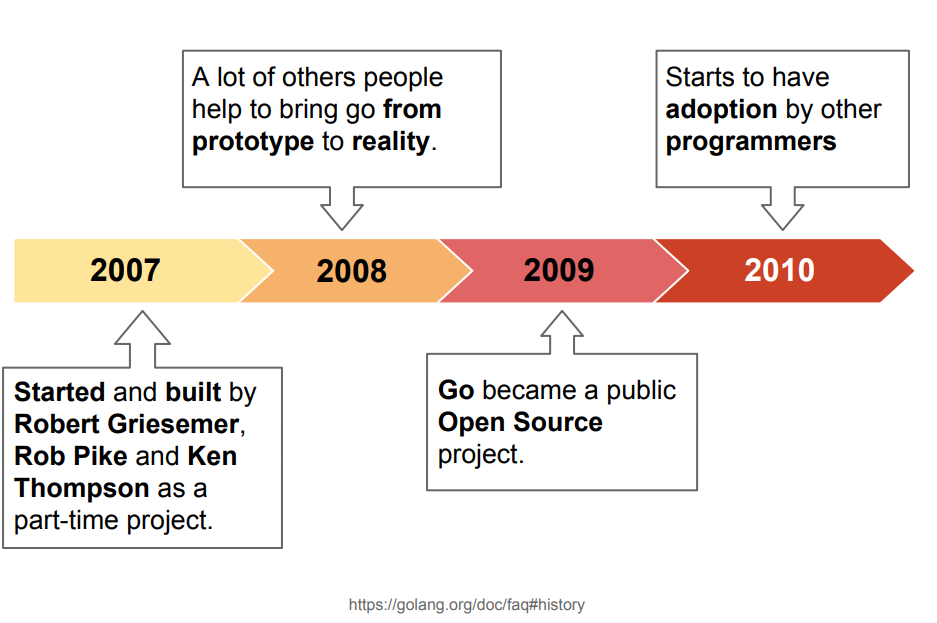 A lot of others people
help to bring go from
prototype to reality.
Starts to have
adoption by other
programmers
2007
2008
2009
2010
Started and built by
Robert Griesemer,
Rob Pike and Ken
Thompson as a
part-time project.
Go became a public
Open Source
project.
https://golang.org/doc/faq#history